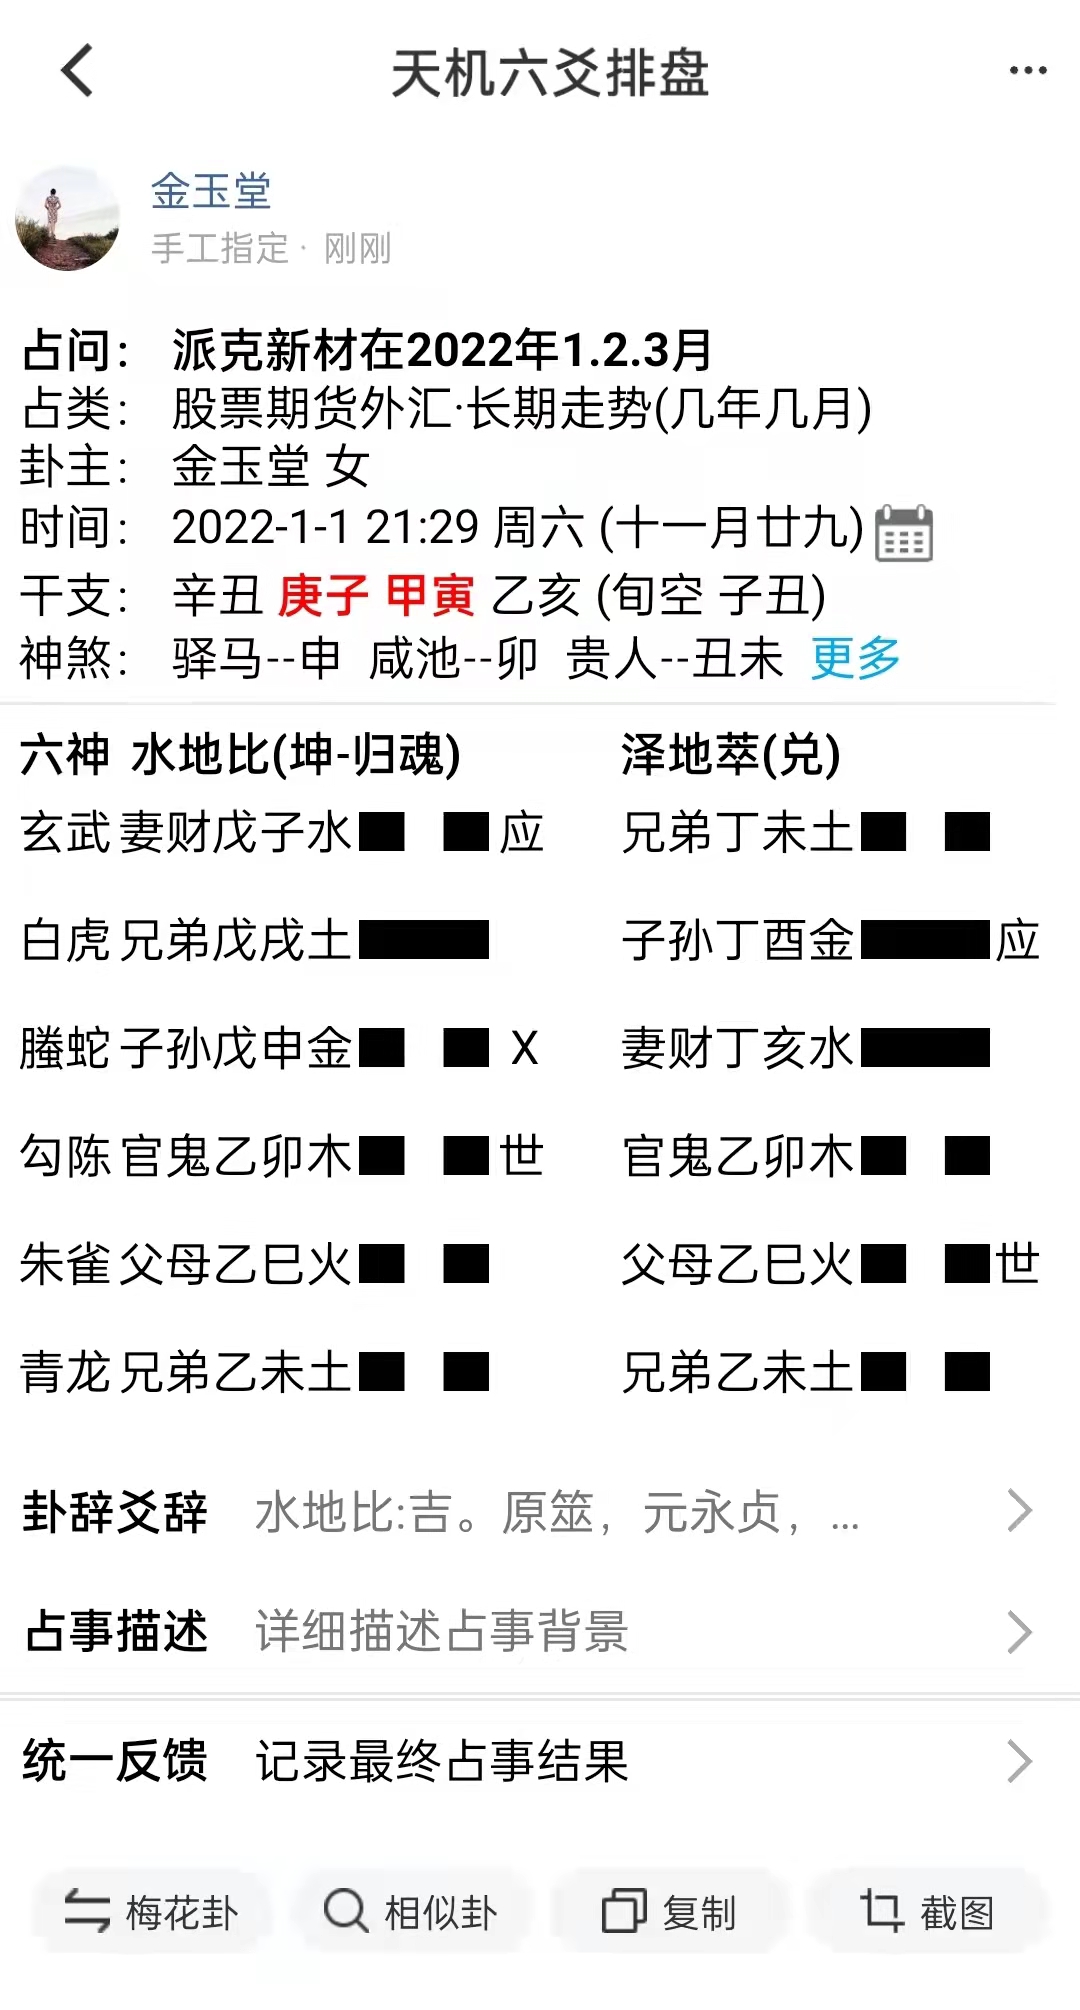 天机六爻排盘
金玉堂
手工指定· 刚刚
占问： 派克新材在2022年1.2.3月
占类： 股票期货外汇·长期走势(几年几月)
卦主： 金玉堂 女
时间： 2022-1-1 21:29 周六 (十一月廿九)
干支： 辛丑 庚子 甲寅 乙亥 (旬空 子丑)
神煞： 驿马--申 咸池--卯 贵人--丑未 更多
六神 水地比(坤-归魂) 泽地萃(兑)
玄武 妻财戊子水 应 兄弟丁未土
白虎 兄弟戊戌土 子孙丁酉金 应
螣蛇 子孙戊申金 X 妻财丁亥水
勾陈 官鬼乙卯木 世 官鬼乙卯木
朱雀 父母乙巳火 父母乙巳火 世
青龙 兄弟乙未土 兄弟乙未土
卦辞爻辞 水地比:吉。原筮，元永贞，...
占事描述 详细描述占事背景
统一反馈 记录最终占事结果
梅花卦 相似卦 复制 截图